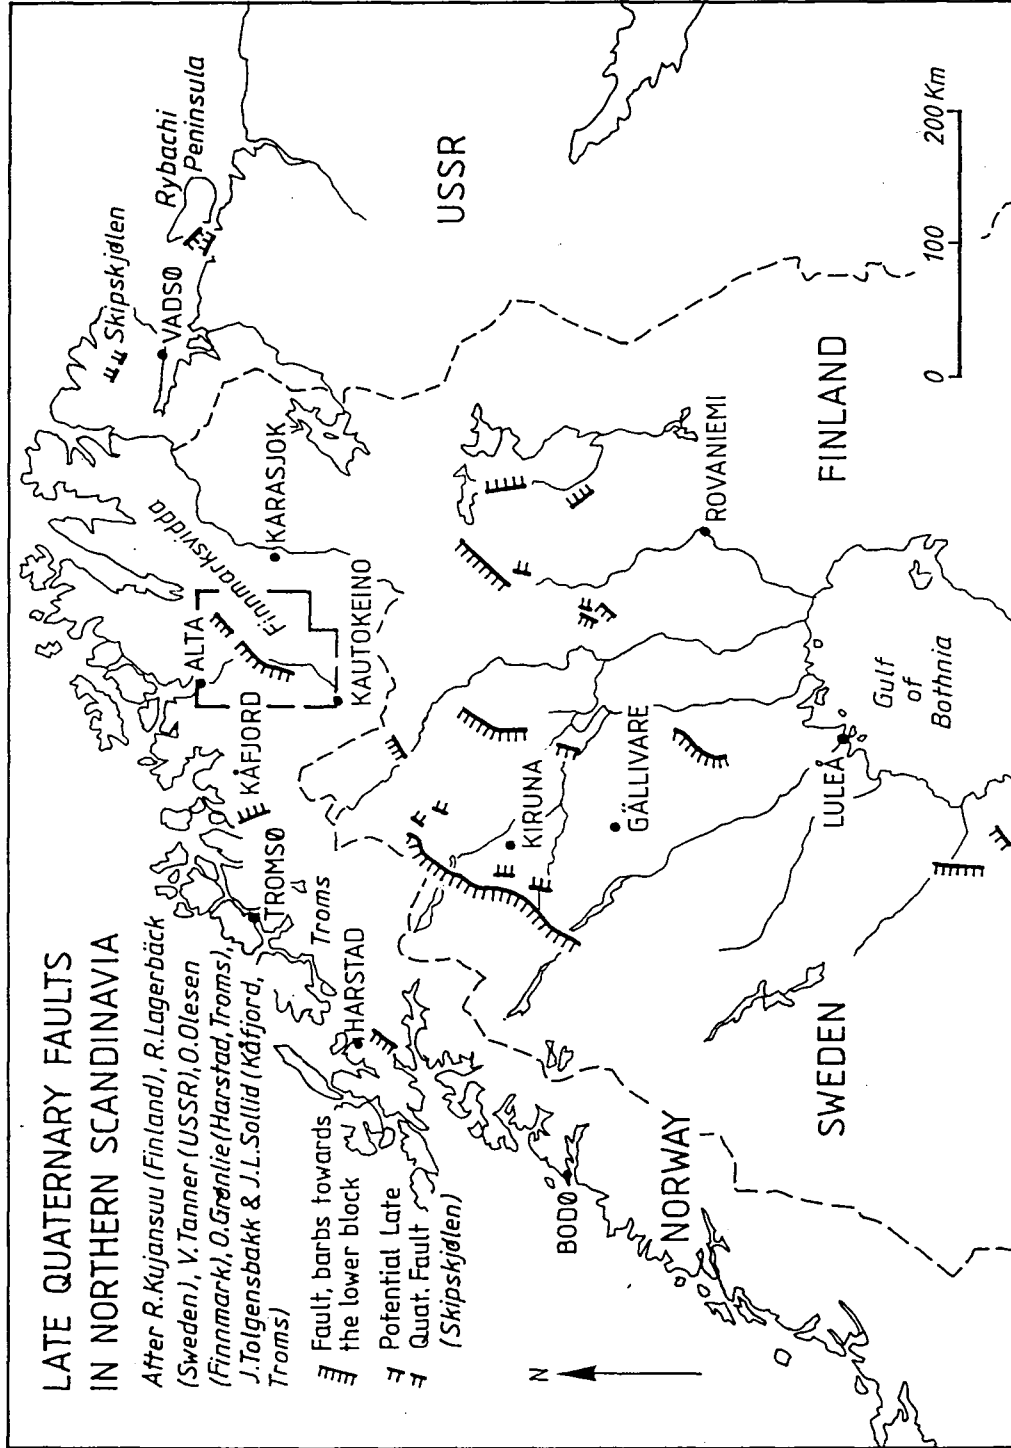 LATE QUATERNARY FAULTS
IN NORTHERN SCANDINAVIA
After R.Kujansuu (Finland), R.Lagerbäck
(Sweden), V.Tanner (USSR), O.Olesen
(Finnmark), O.Grønlie (Harstad, Troms),
J.Tolgensbakk & J.L.Sollid (Kåfjord,
Troms)
Fault, barbs towards
the lower block
Potential Late
Quat. Fault
(Skipskjølen)
N
Skipskjølen
VADSØ
Rybachi
Peninsula
Finnmarksvidda
ALTA
KARASJOK
KAUTOKEINO
KÅFJORD
TROMSØ
Troms
HARSTAD
USSR
KIRUNA
GÄLLIVARE
ROVANIEMI
BODØ
NORWAY
SWEDEN
FINLAND
LULEÅ
Gulf
of
Bothnia
0 100 200 Km